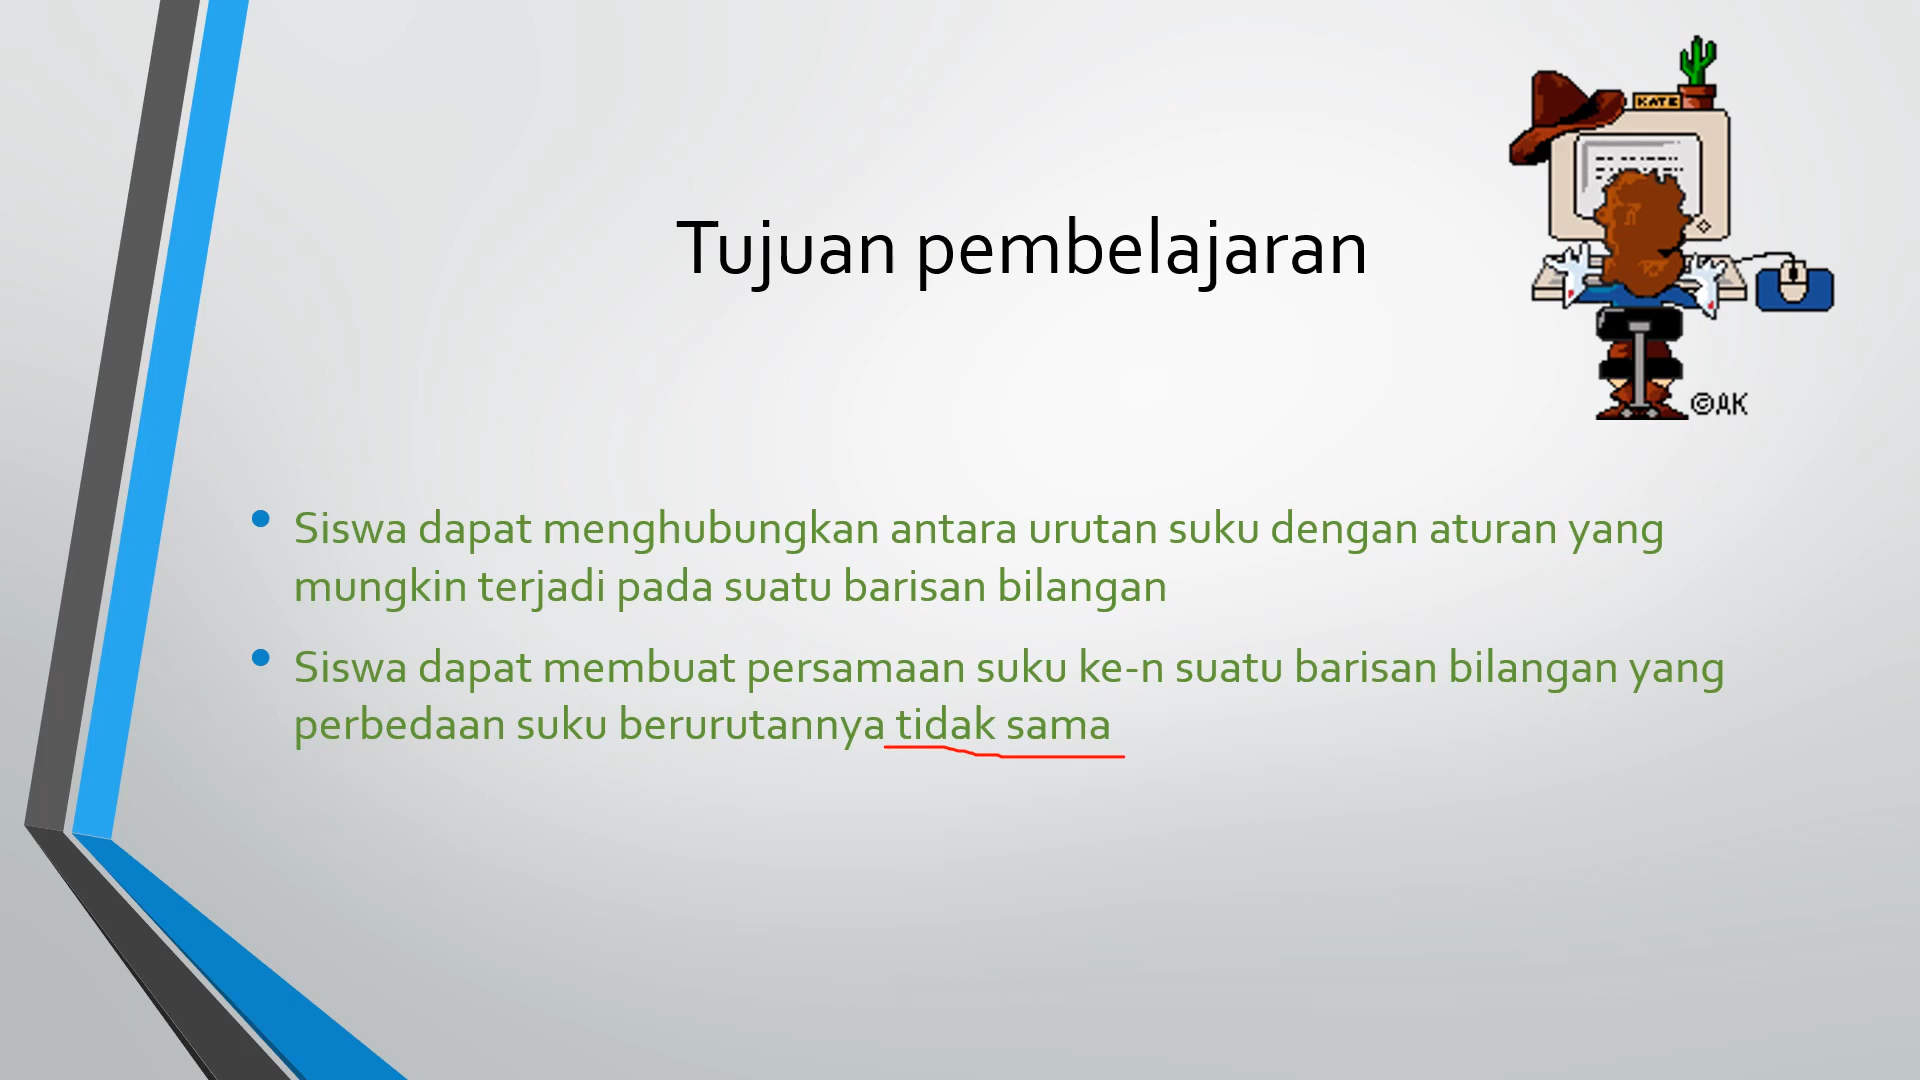 KATE
Tujuan pembelajaran
©AK
• Siswa dapat menghubungkan antara urutan suku dengan aturan yang
mungkin terjadi pada suatu barisan bilangan
• Siswa dapat membuat persamaan suku ke-n suatu barisan bilangan yang
perbedaan suku berurutannya tidak sama